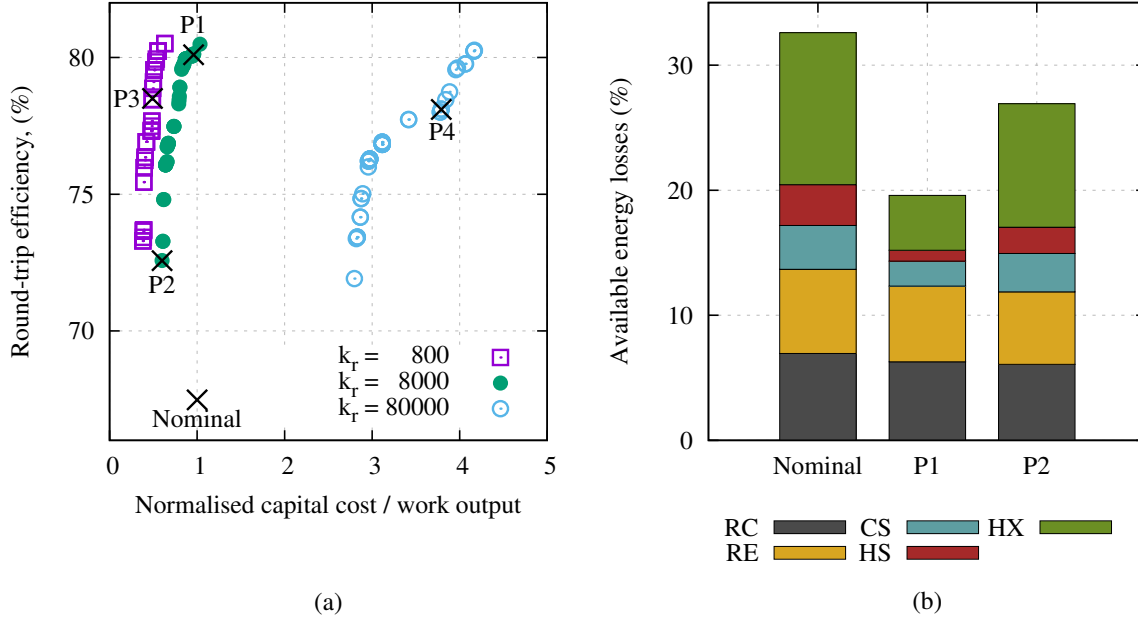 Round-trip efficiency, (%)
80
75
70
P1
P3
P4
P2
k_r = 800
k_r = 8000
k_r = 80000
Nominal
0 1 2 3 4 5
Normalised capital cost / work output
(a)
Available energy losses (%)
30
20
10
0
Nominal P1 P2
RC CS HX
RE HS
(b)